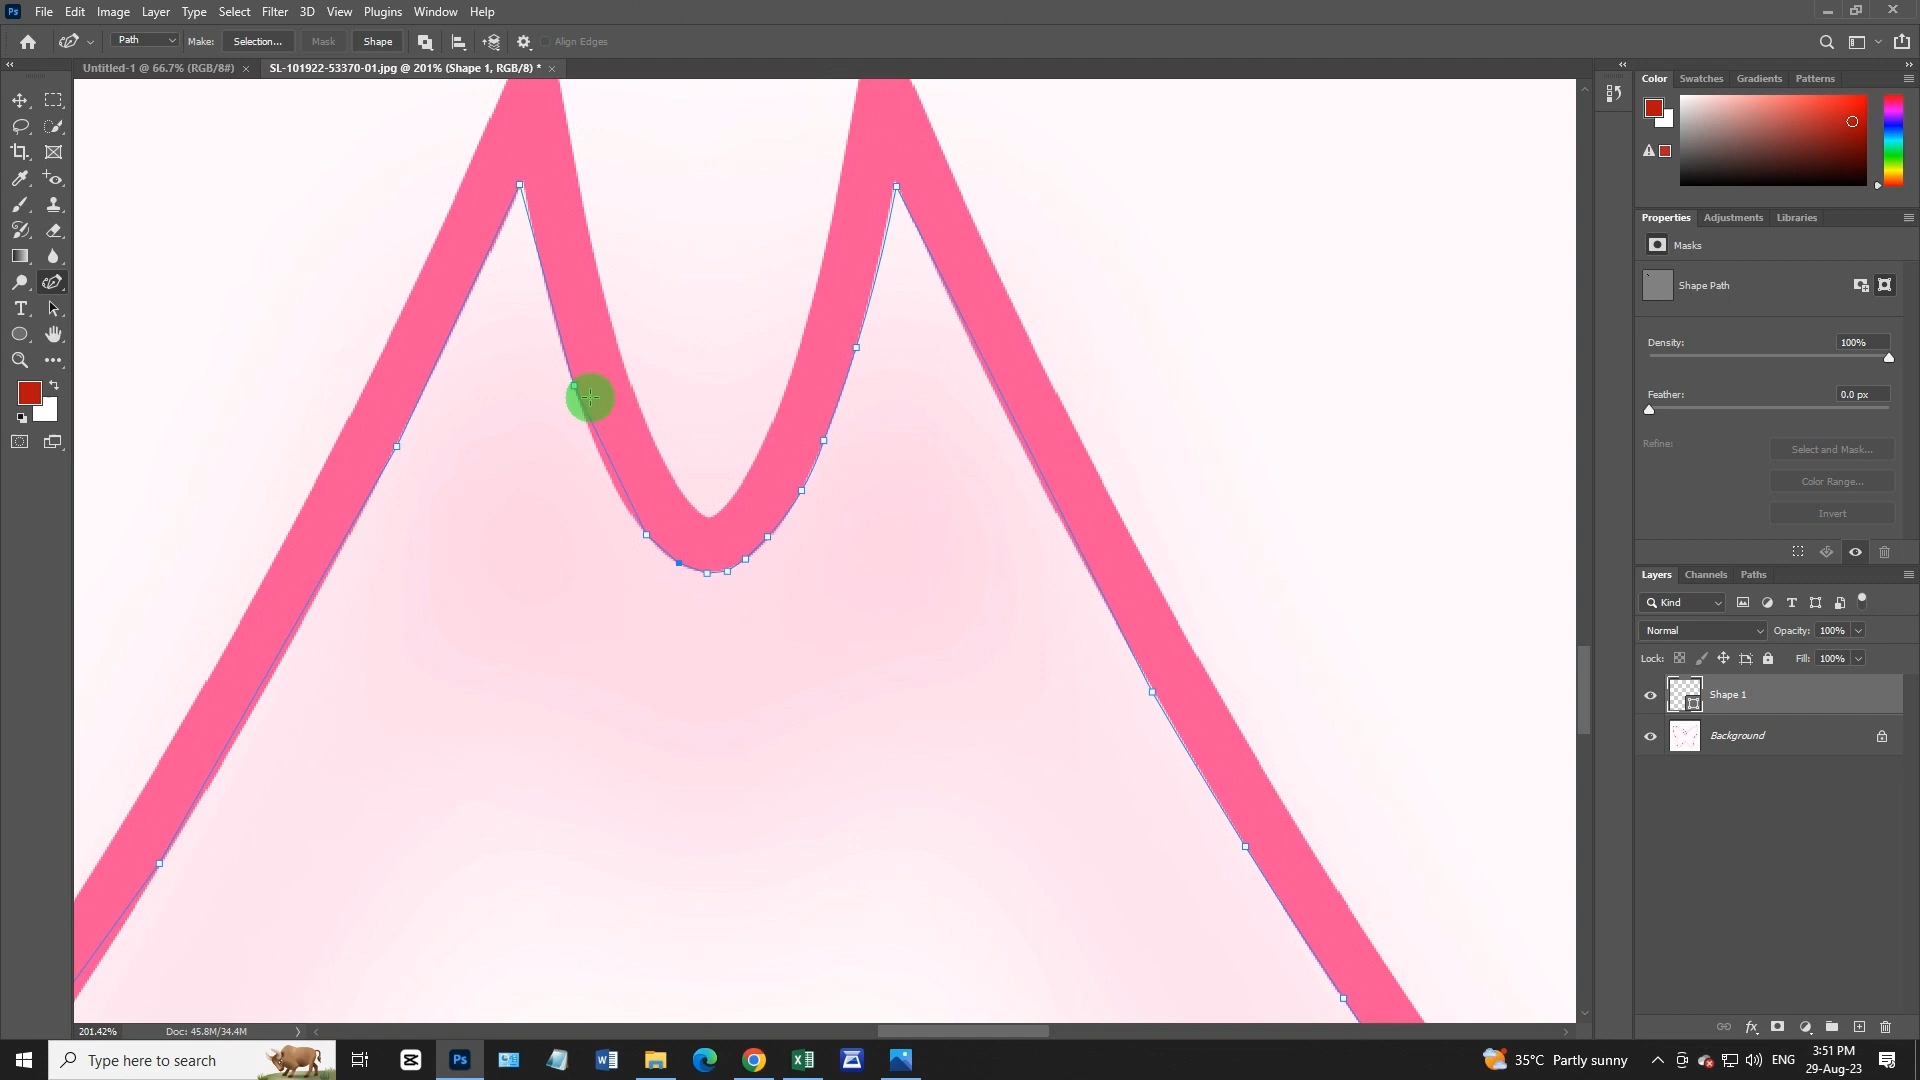 Ps File Edit Image Layer Type Select Filter 3D View Plugins Window Help
Path Make: Selection... Mask Shape Align Edges
Untitled-1 @ 66.7% (RGB/8#) × SL-101922-53370-01.jpg @ 201% (Shape 1, RGB/8) * ×
Color Swatches Gradients Patterns
Properties Adjustments Libraries
Masks
Shape Path
Density: 100%
Feather: 0.0 px
Refine: Select and Mask...
Color Range...
Invert
Layers Channels Paths
Kind
Normal Opacity: 100%
Lock: Fill: 100%
Shape 1
Background
201.42% Doc: 45.8M/34.4M
Type here to search
Ps
35°C Partly sunny
ENG
3:51 PM
29-Aug-23